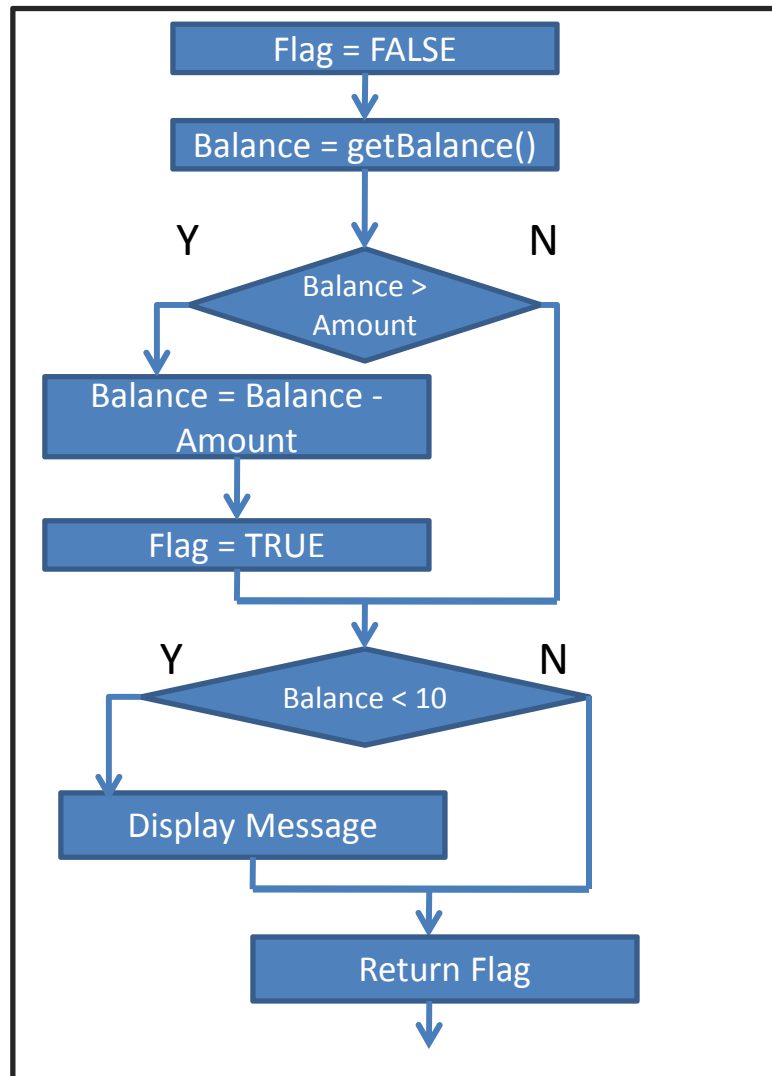 Flag = FALSE
Balance = getBalance()
Y
N
Balance >
Amount
Balance = Balance -
Amount
Flag = TRUE
Y
N
Balance < 10
Display Message
Return Flag